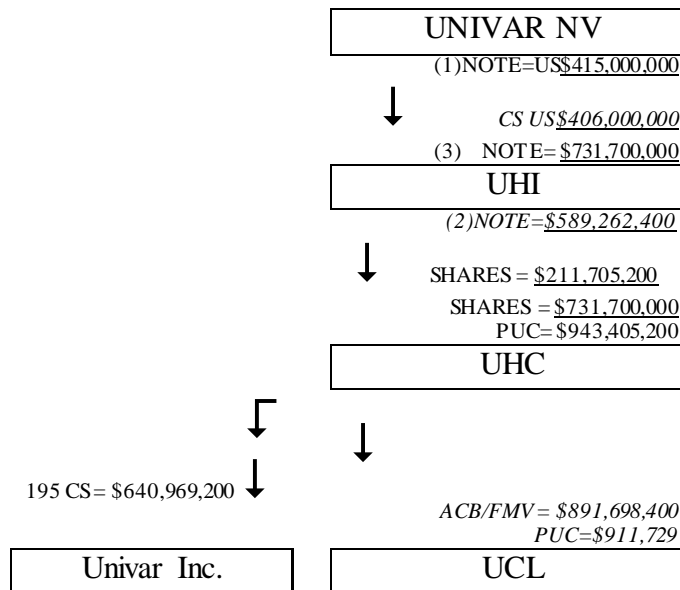 UNIVAR NV
(1)NOTE=US$415,000,000
CS US$406,000,000
(3) NOTE= $731,700,000
UHI
(2)NOTE=$589,262,400
SHARES = $211,705,200
SHARES = $731,700,000
PUC= $943,405,200
UHC
195 CS= $640,969,200
ACB/FMV = $891,698,400
PUC=$911,729
Univar Inc.
UCL